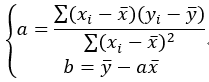 a = ∑(xᵢ − x̄)(yᵢ − ȳ) / ∑(xᵢ − x̄)²
b = ȳ − ax̄